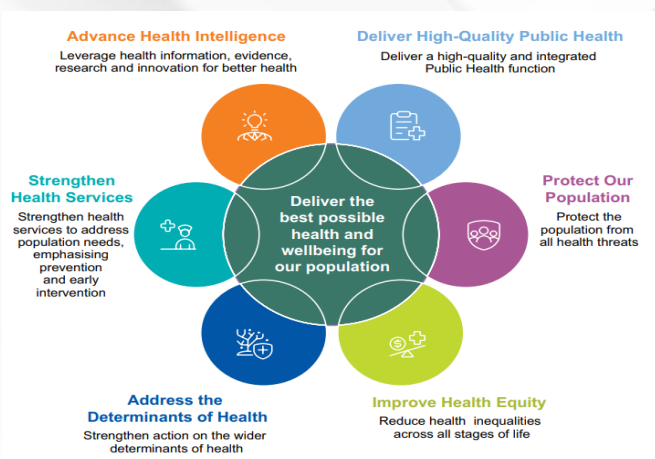 Advance Health Intelligence
Leverage health information, evidence,
research and innovation for better health
Deliver High-Quality Public Health
Deliver a high-quality and integrated
Public Health function
Strengthen
Health Services
Strengthen health
services to address
population needs,
emphasising
prevention
and early
intervention
Deliver the
best possible
health and
wellbeing for
our population
Protect Our
Population
Protect the
population from
all health threats
Address the
Determinants of Health
Strengthen action on the wider
determinants of health
Improve Health Equity
Reduce health inequalities
across all stages of life